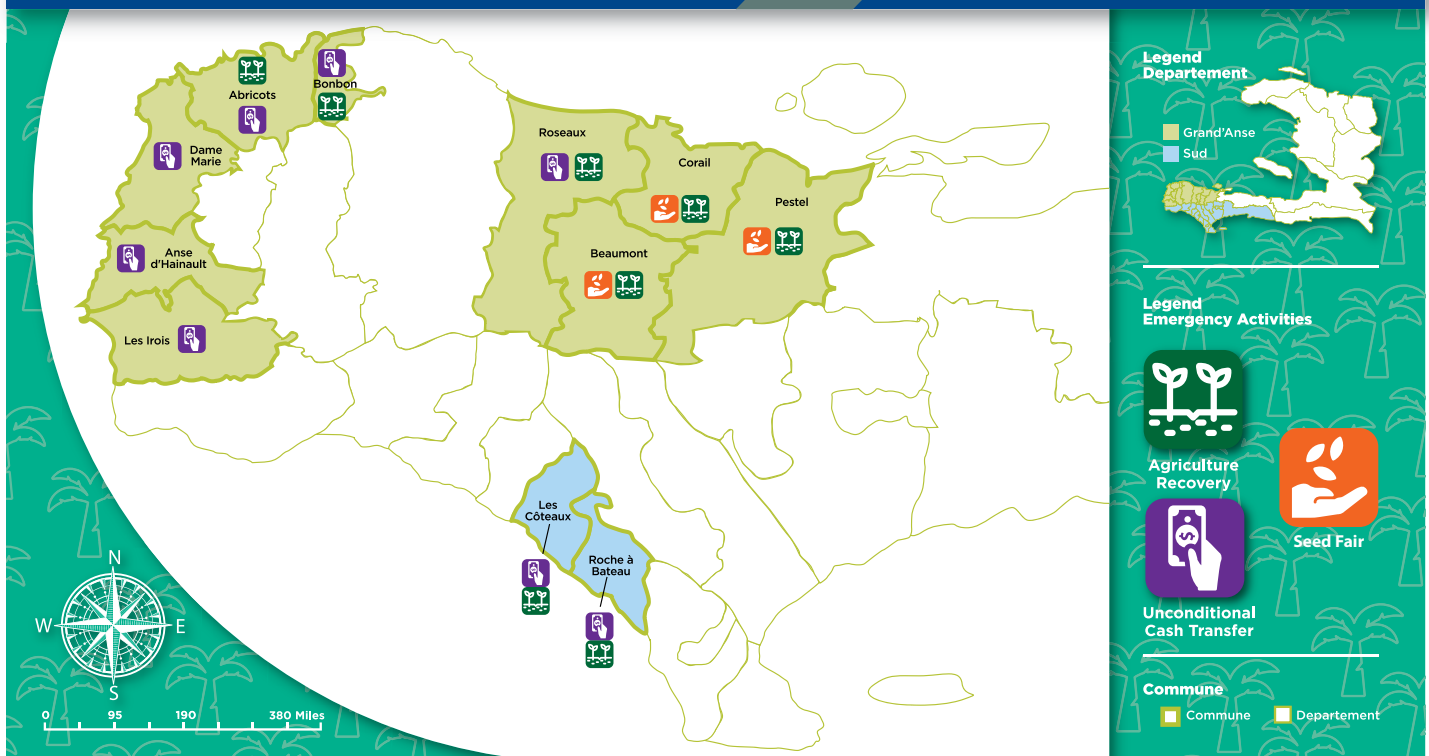 Abricots
Bonbon
Dame
Marie
Anse
d'Hainault
Les Irois
Roseaux
Corail
Pestel
Beaumont
Les
Côteaux
Roche à
Bateau
N
W
E
S
0 95 190 380 Miles
Legend
Departement
Grand'Anse
Sud
Legend
Emergency Activities
Agriculture
Recovery
Seed Fair
$
Unconditional
Cash Transfer
Commune
Commune
Departement